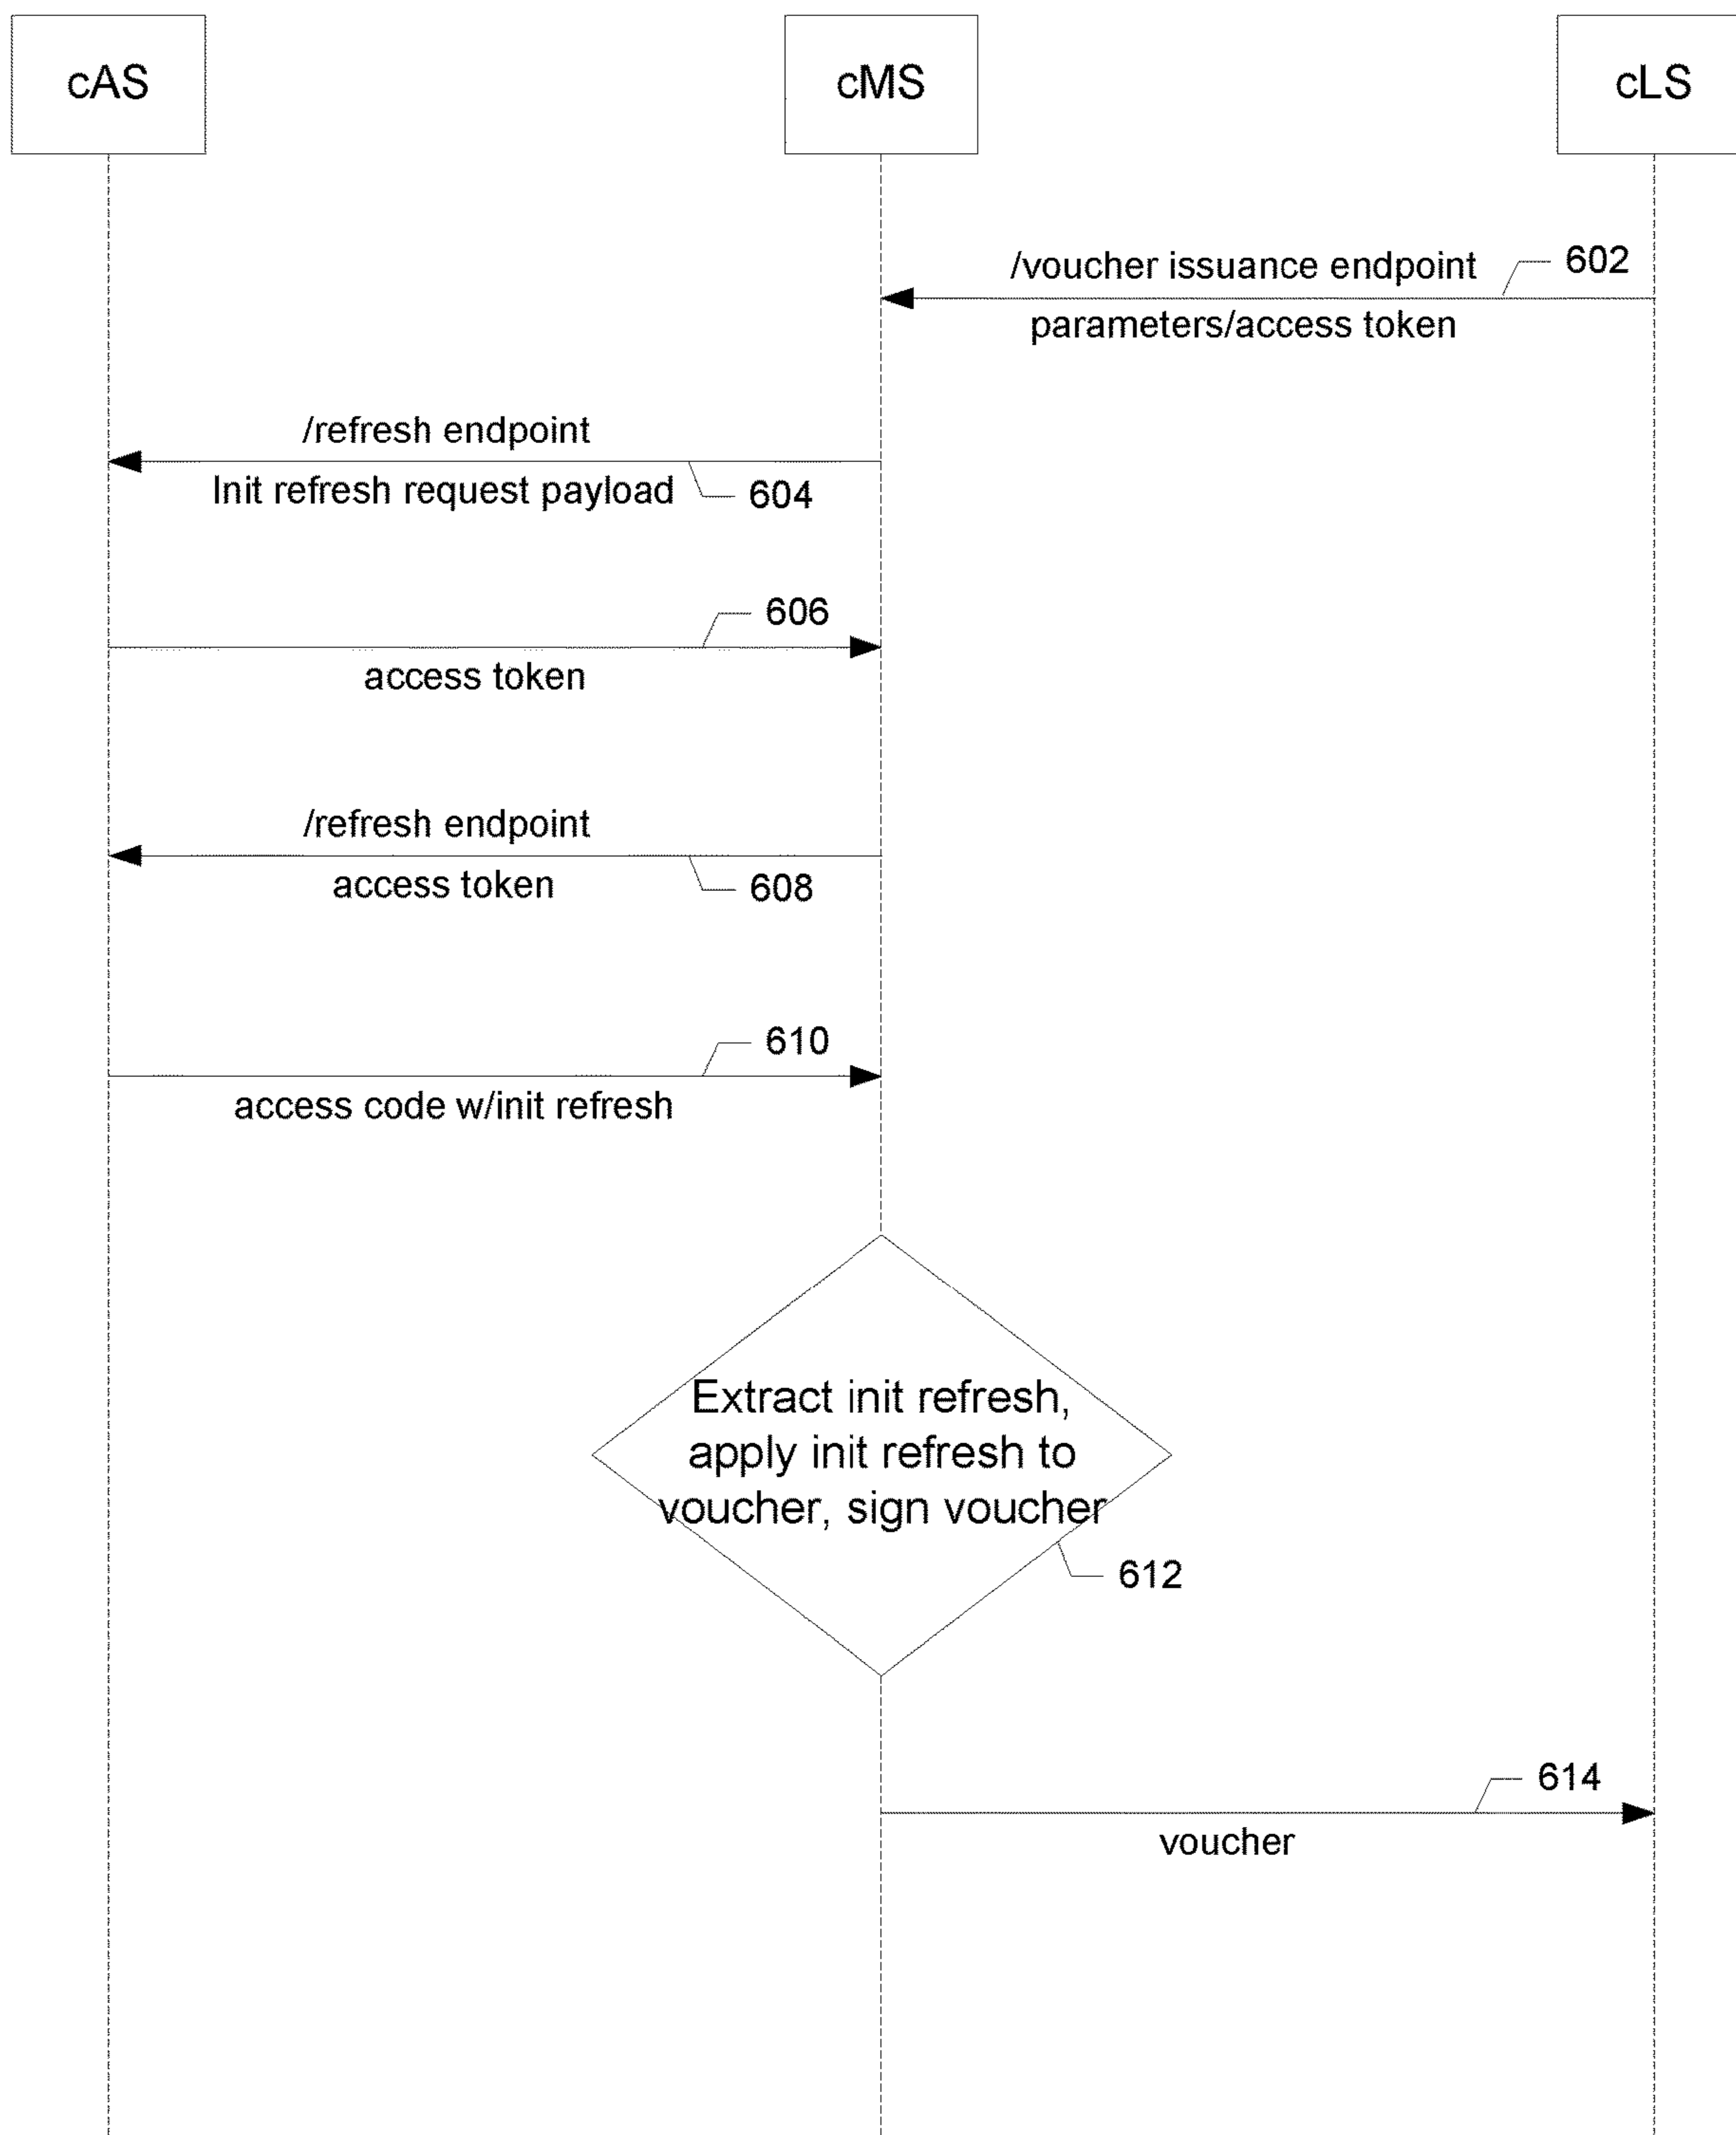 cAS
cMS
cLS
/voucher issuance endpoint
602
parameters/access token
/refresh endpoint
Init refresh request payload
604
606
access token
/refresh endpoint
access token
608
610
access code w/init refresh
Extract init refresh,
apply init refresh to
voucher, sign voucher
612
614
voucher